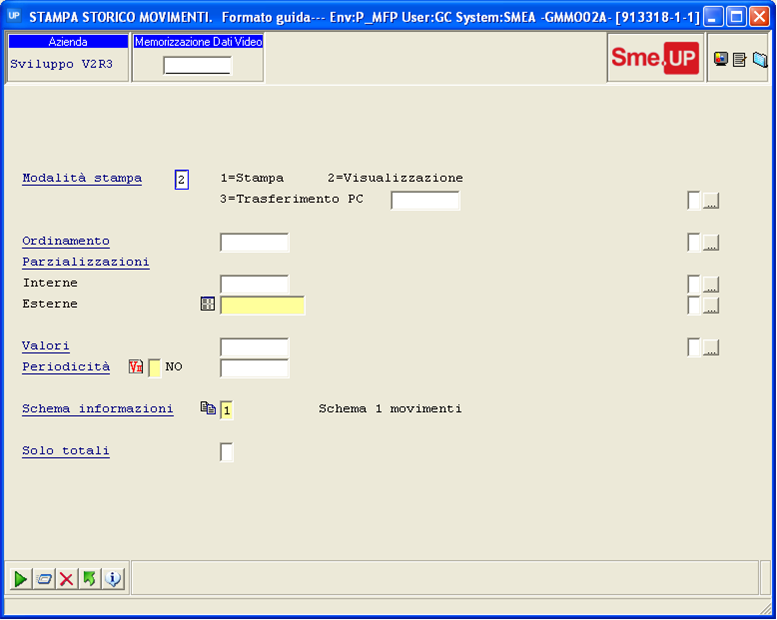 UP STAMPA STORICO MOVIMENTI. Formato guida--- Env:P_MFP User:GC System:SMEA -GMMO02A- [913318-1-1]
Azienda Memorizzazione Dati Video
Sviluppo V2R3
Sme.UP
Modalità stampa 2 1=Stampa 2=Visualizzazione
3=Trasferimento PC ...
Ordinamento ...
Parzializzazioni
Interne ...
Esterne ...
Valori ...
Periodicità NO
Schema informazioni 1 Schema 1 movimenti
Solo totali